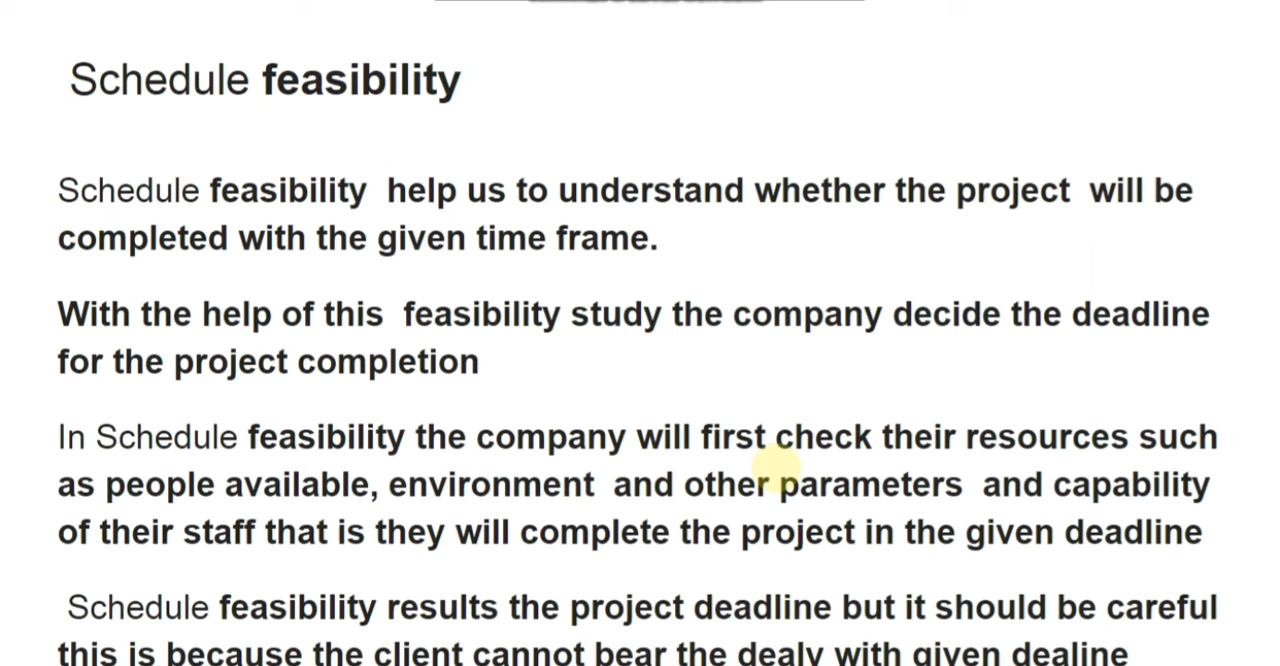 Schedule feasibility
Schedule feasibility help us to understand whether the project will be
completed with the given time frame.
With the help of this feasibility study the company decide the deadline
for the project completion
In Schedule feasibility the company will first check their resources such
as people available, environment and other parameters and capability
of their staff that is they will complete the project in the given deadline
Schedule feasibility results the project deadline but it should be careful
this is because the client cannot bear the dealy with given dealine